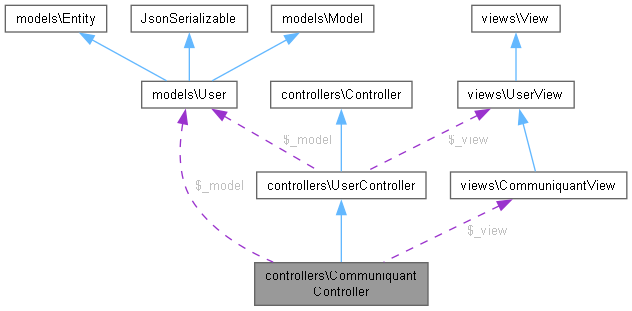 models\Entity
JsonSerializable
models\Model
views\View
models\User
controllers\Controller
views\UserView
$_model
$_view
$_model
controllers\UserController
views\CommuniquantView
$_view
controllers\Communiquant
Controller